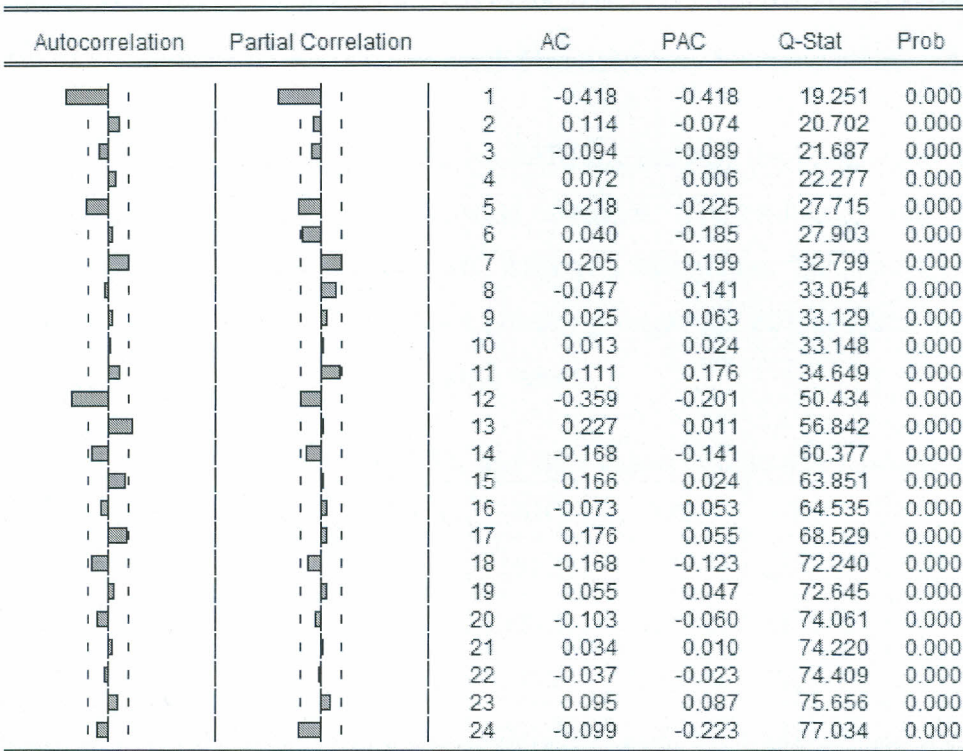 Autocorrelation Partial Correlation AC PAC Q-Stat Prob
1 -0.418 -0.418 19.251 0.000
2 0.114 -0.074 20.702 0.000
3 -0.094 -0.089 21.687 0.000
4 0.072 0.006 22.277 0.000
5 -0.218 -0.225 27.715 0.000
6 0.040 -0.185 27.903 0.000
7 0.205 0.199 32.799 0.000
8 -0.047 0.141 33.054 0.000
9 0.025 0.063 33.129 0.000
10 0.013 0.024 33.148 0.000
11 0.111 0.176 34.649 0.000
12 -0.359 -0.201 50.434 0.000
13 0.227 0.011 56.842 0.000
14 -0.168 -0.141 60.377 0.000
15 0.166 0.024 63.851 0.000
16 -0.073 0.053 64.535 0.000
17 0.176 0.055 68.529 0.000
18 -0.168 -0.123 72.240 0.000
19 0.055 0.047 72.645 0.000
20 -0.103 -0.060 74.061 0.000
21 0.034 0.010 74.220 0.000
22 -0.037 -0.023 74.409 0.000
23 0.095 0.087 75.656 0.000
24 -0.099 -0.223 77.034 0.000